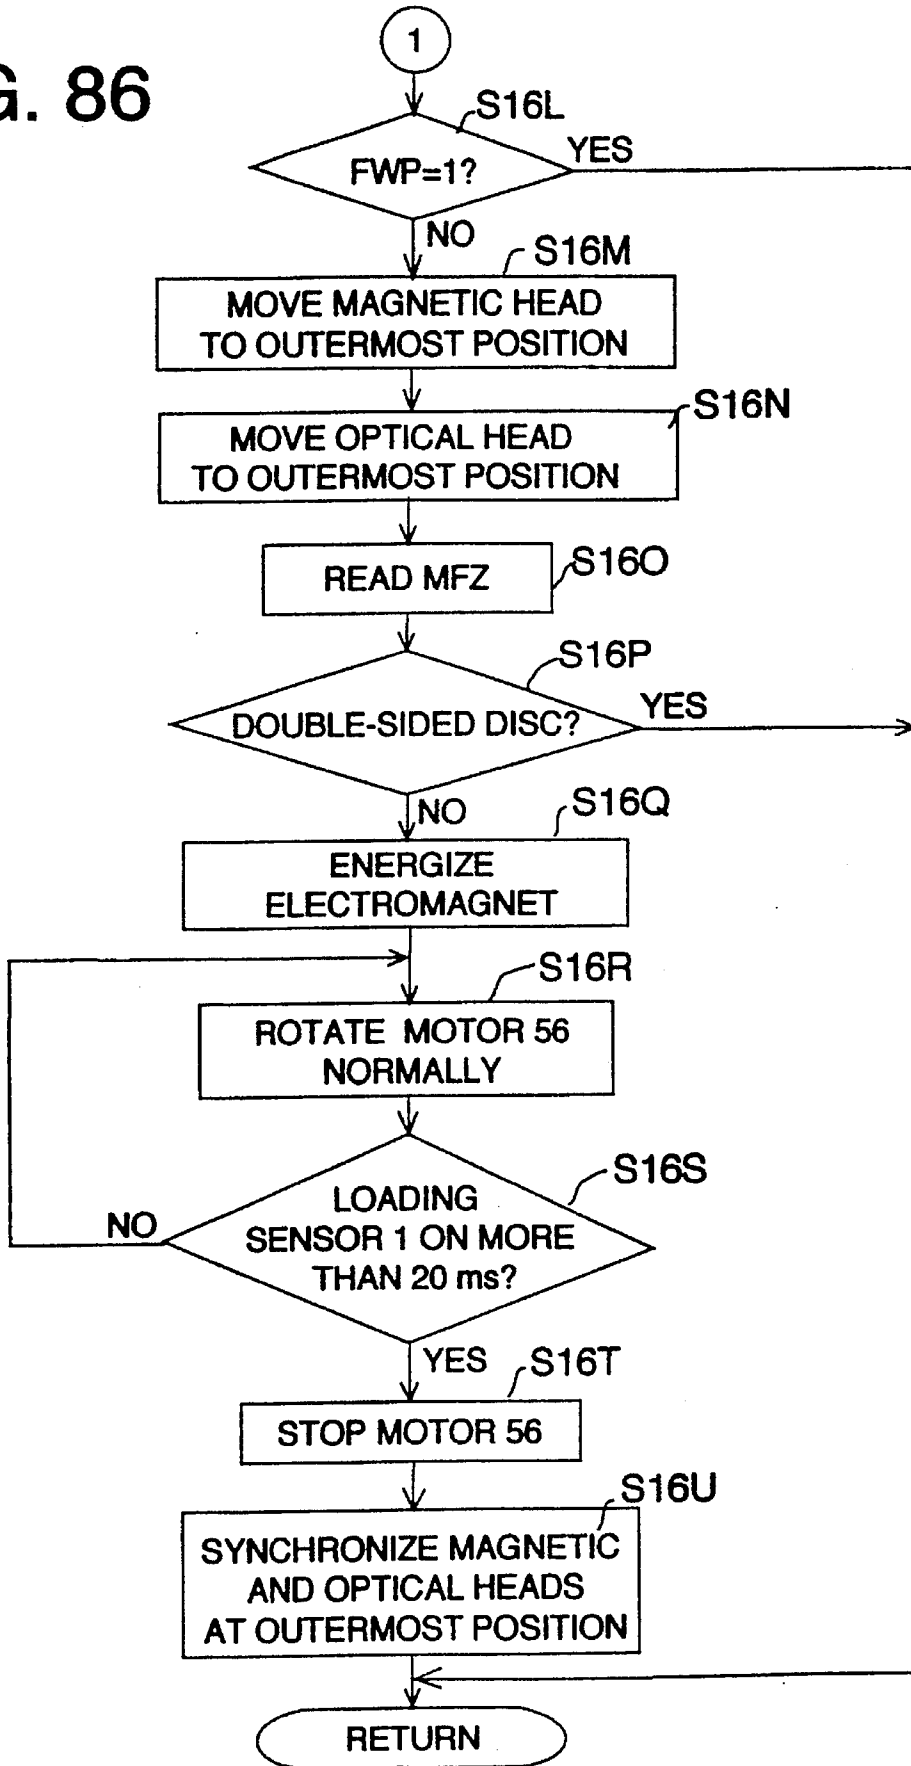 G. 86
1
S16L
FWP=1?
YES
NO
S16M
MOVE MAGNETIC HEAD
TO OUTERMOST POSITION
S16N
MOVE OPTICAL HEAD
TO OUTERMOST POSITION
S16O
READ MFZ
S16P
DOUBLE-SIDED DISC?
YES
NO
S16Q
ENERGIZE
ELECTROMAGNET
S16R
ROTATE MOTOR 56
NORMALLY
S16S
LOADING
SENSOR 1 ON MORE
THAN 20 ms?
NO
YES
S16T
STOP MOTOR 56
S16U
SYNCHRONIZE MAGNETIC
AND OPTICAL HEADS
AT OUTERMOST POSITION
RETURN